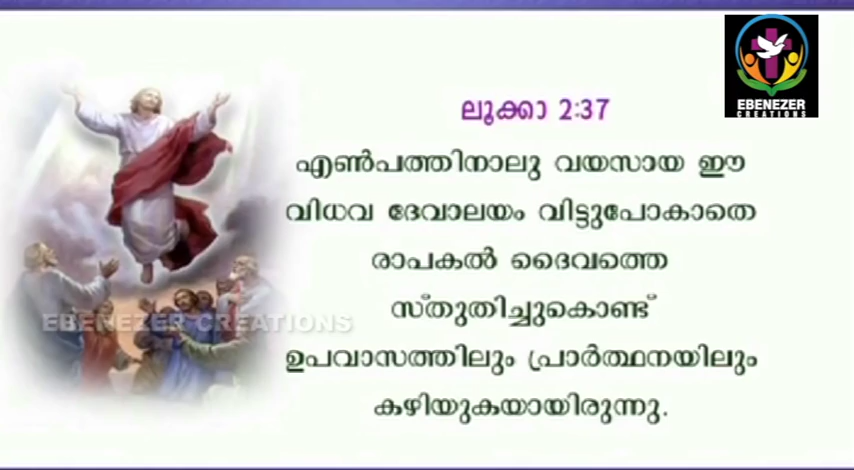 EBENEZER
CREATIONS
ലൂക്കാ 2:37
എൺപത്തിനാലു വയസായ ഈ
വിധവ ദേവാലയം വിട്ടുപോകാതെ
രാപകൽ ദൈവത്തെ
സ്തുതിച്ചുകൊണ്ട്
ഉപവാസത്തിലും പ്രാർത്ഥനയിലും
കഴിയുകയായിരുന്നു.
EBENEZER CREATIONS